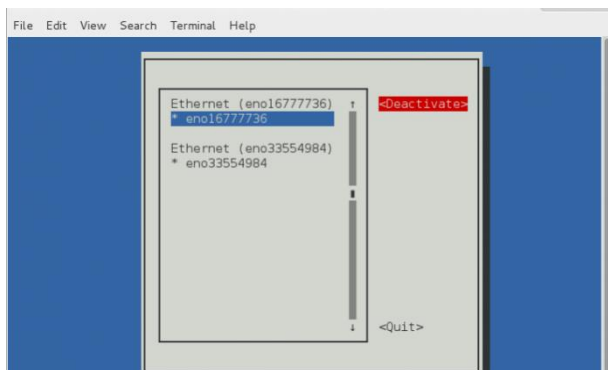 File Edit View Search Terminal Help
Ethernet (eno16777736) ↑ <Deactivate>
* eno16777736
Ethernet (eno33554984)
* eno33554984
↓ <Quit>